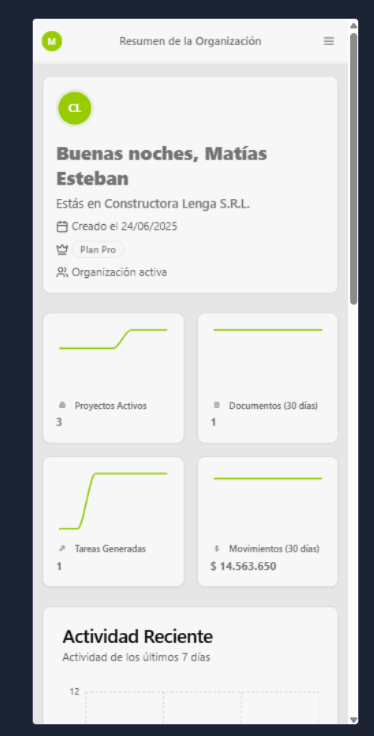 M
Resumen de la Organización
CL
Buenas noches, Matías
Esteban
Estás en Constructora Lenga S.R.L.
Creado el 24/06/2025
Plan Pro
Organización activa
Proyectos Activos
3
Documentos (30 días)
1
Tareas Generadas
1
$ Movimientos (30 días)
$ 14.563.650
Actividad Reciente
Actividad de los últimos 7 días
12